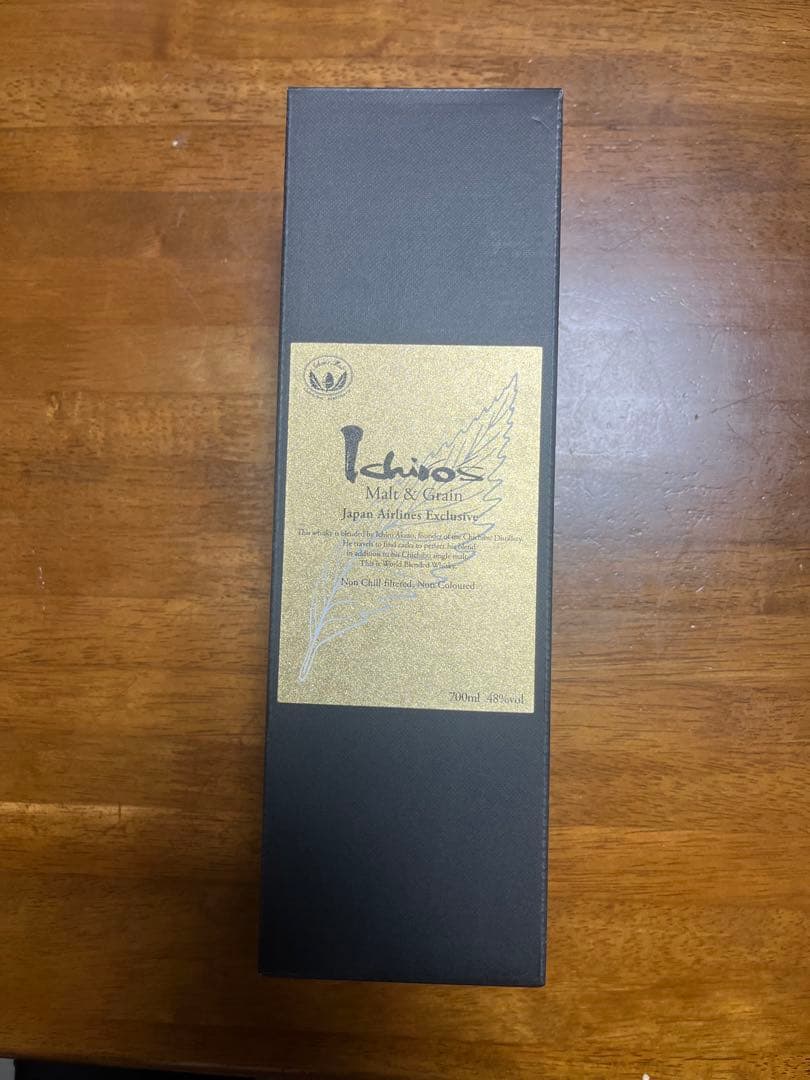 Ichiro's Malt
Ichiros
Malt & Grain
Japan Airlines Exclusive
This whisky is blended by Ichiro Akuto, founder of the Chichibu Distillery.
He travels to find casks to perfect his blend
in addition to his Chichibu single malt.
This is World Blended Whisky.
Non Chill filtered, Non Coloured
700ml 48%vol